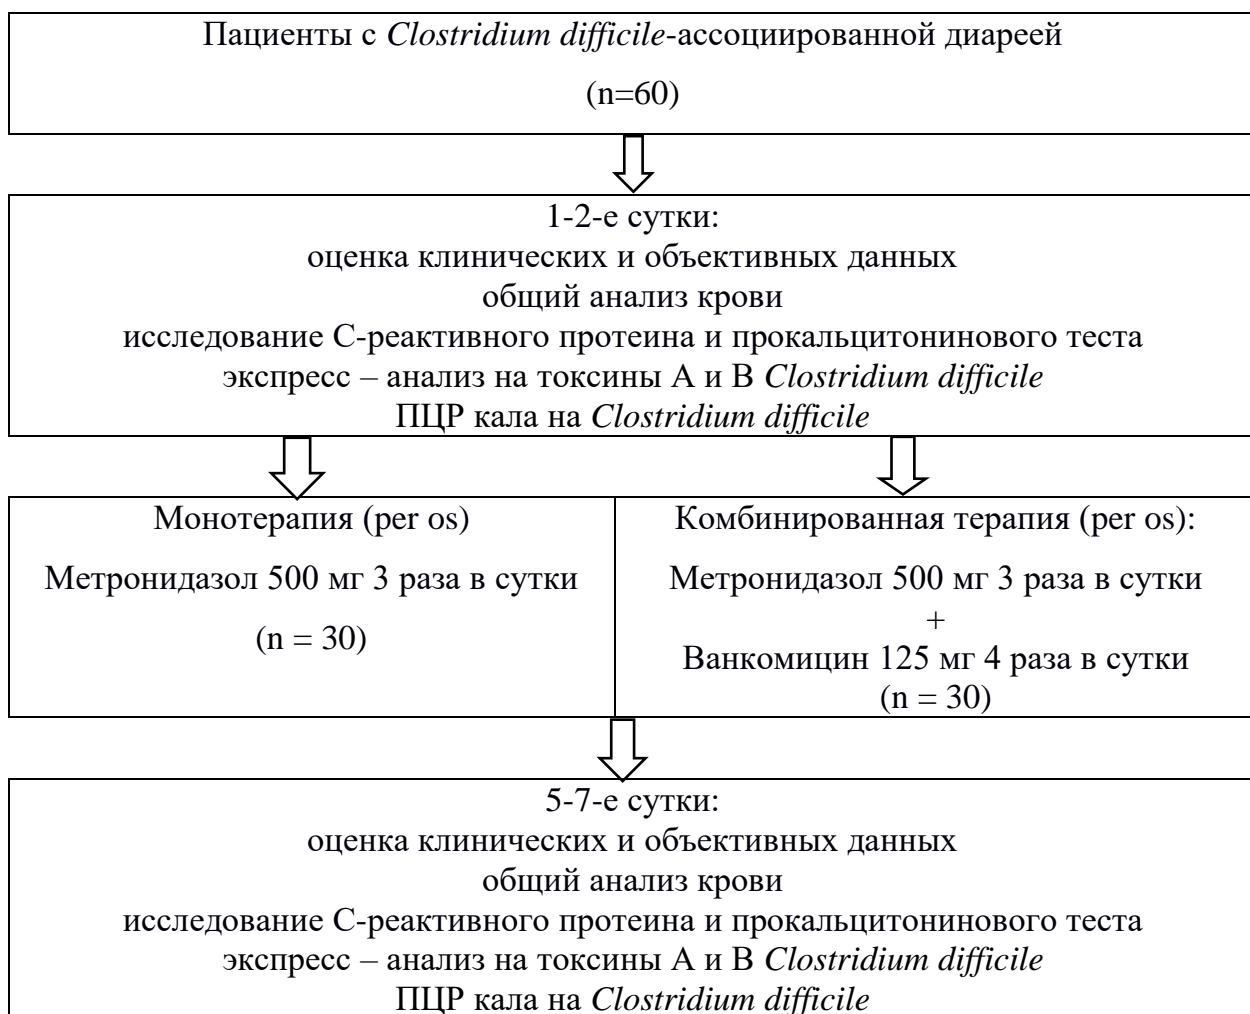 Пациенты с Clostridium difficile-ассоциированной диареей
(n=60)
1-2-е сутки:
оценка клинических и объективных данных
общий анализ крови
исследование С-реактивного протеина и прокальцитонинового теста
экспресс – анализ на токсины А и В Clostridium difficile
ПЦР кала на Clostridium difficile
Монотерапия (per os)
Метронидазол 500 мг 3 раза в сутки
(n = 30)
Комбинированная терапия (per os):
Метронидазол 500 мг 3 раза в сутки
+
Ванкомицин 125 мг 4 раза в сутки
(n = 30)
5-7-е сутки:
оценка клинических и объективных данных
общий анализ крови
исследование С-реактивного протеина и прокальцитонинового теста
экспресс – анализ на токсины А и В Clostridium difficile
ПЦР кала на Clostridium difficile